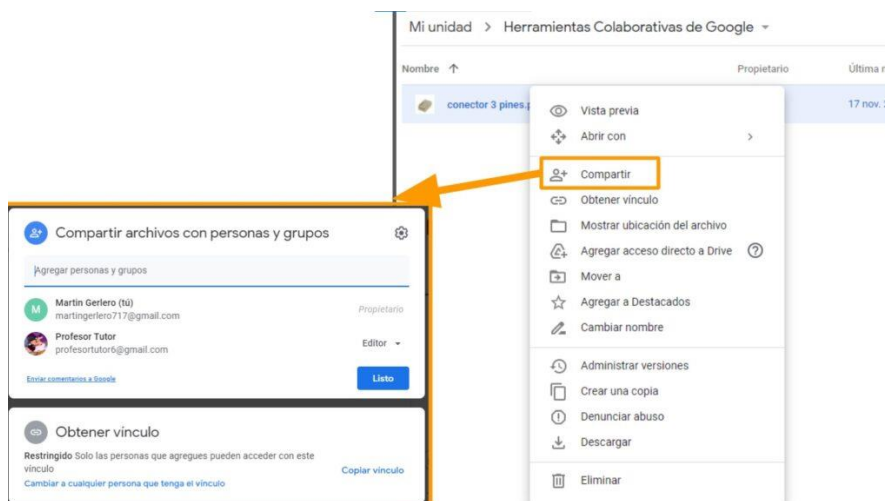 Mi unidad > Herramientas Colaborativas de Google
Nombre ↑ Propietario Última
conector 3 pines 17 nov.
Vista previa
Abrir con >
Compartir
Obtener vínculo
Mostrar ubicación del archivo
Agregar acceso directo a Drive
Mover a
Agregar a Destacados
Cambiar nombre
Administrar versiones
Crear una copia
Denunciar abuso
Descargar
Eliminar
Compartir archivos con personas y grupos
Agregar personas y grupos
M
Martin Gerlero (tú)
martingerlero717@gmail.com Propietario
Profesor Tutor
profesortutor6@gmail.com Editor
Enviar comentarios a Google Listo
Obtener vínculo
Restringido Solo las personas que agregues pueden acceder con este
vínculo Copiar vínculo
Cambiar a cualquier persona que tenga el vínculo